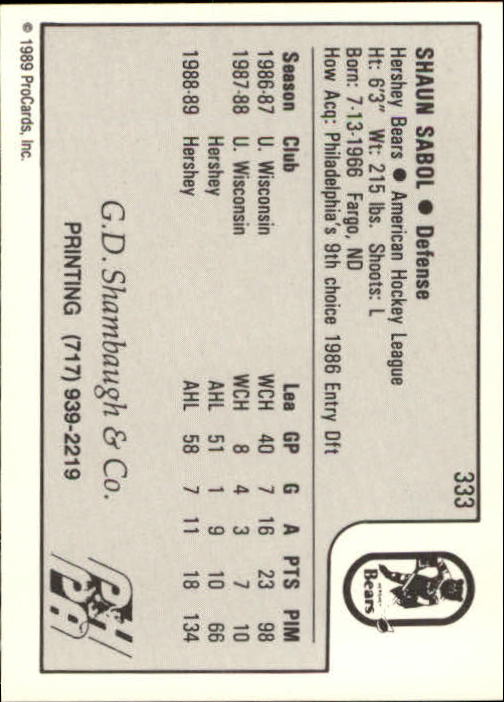 333
SHAUN SABOL ● Defense
Hershey Bears ● American Hockey League
Ht: 6'3" Wt: 215 lbs. Shoots: L
Born: 7-13-1966 Fargo, ND
How Acq: Philadelphia's 9th choice 1986 Entry Dft
Bears
Season Club Lea GP G A PTS PIM
1986-87 U. Wisconsin WCH 40 7 16 23 98
1987-88 U. Wisconsin WCH 8 4 3 7 10
Hershey AHL 51 1 9 10 66
1988-89 Hershey AHL 58 7 11 18 134
G.D. Shambaugh & Co.
PRINTING (717) 939-2219
© 1989 ProCards, Inc.